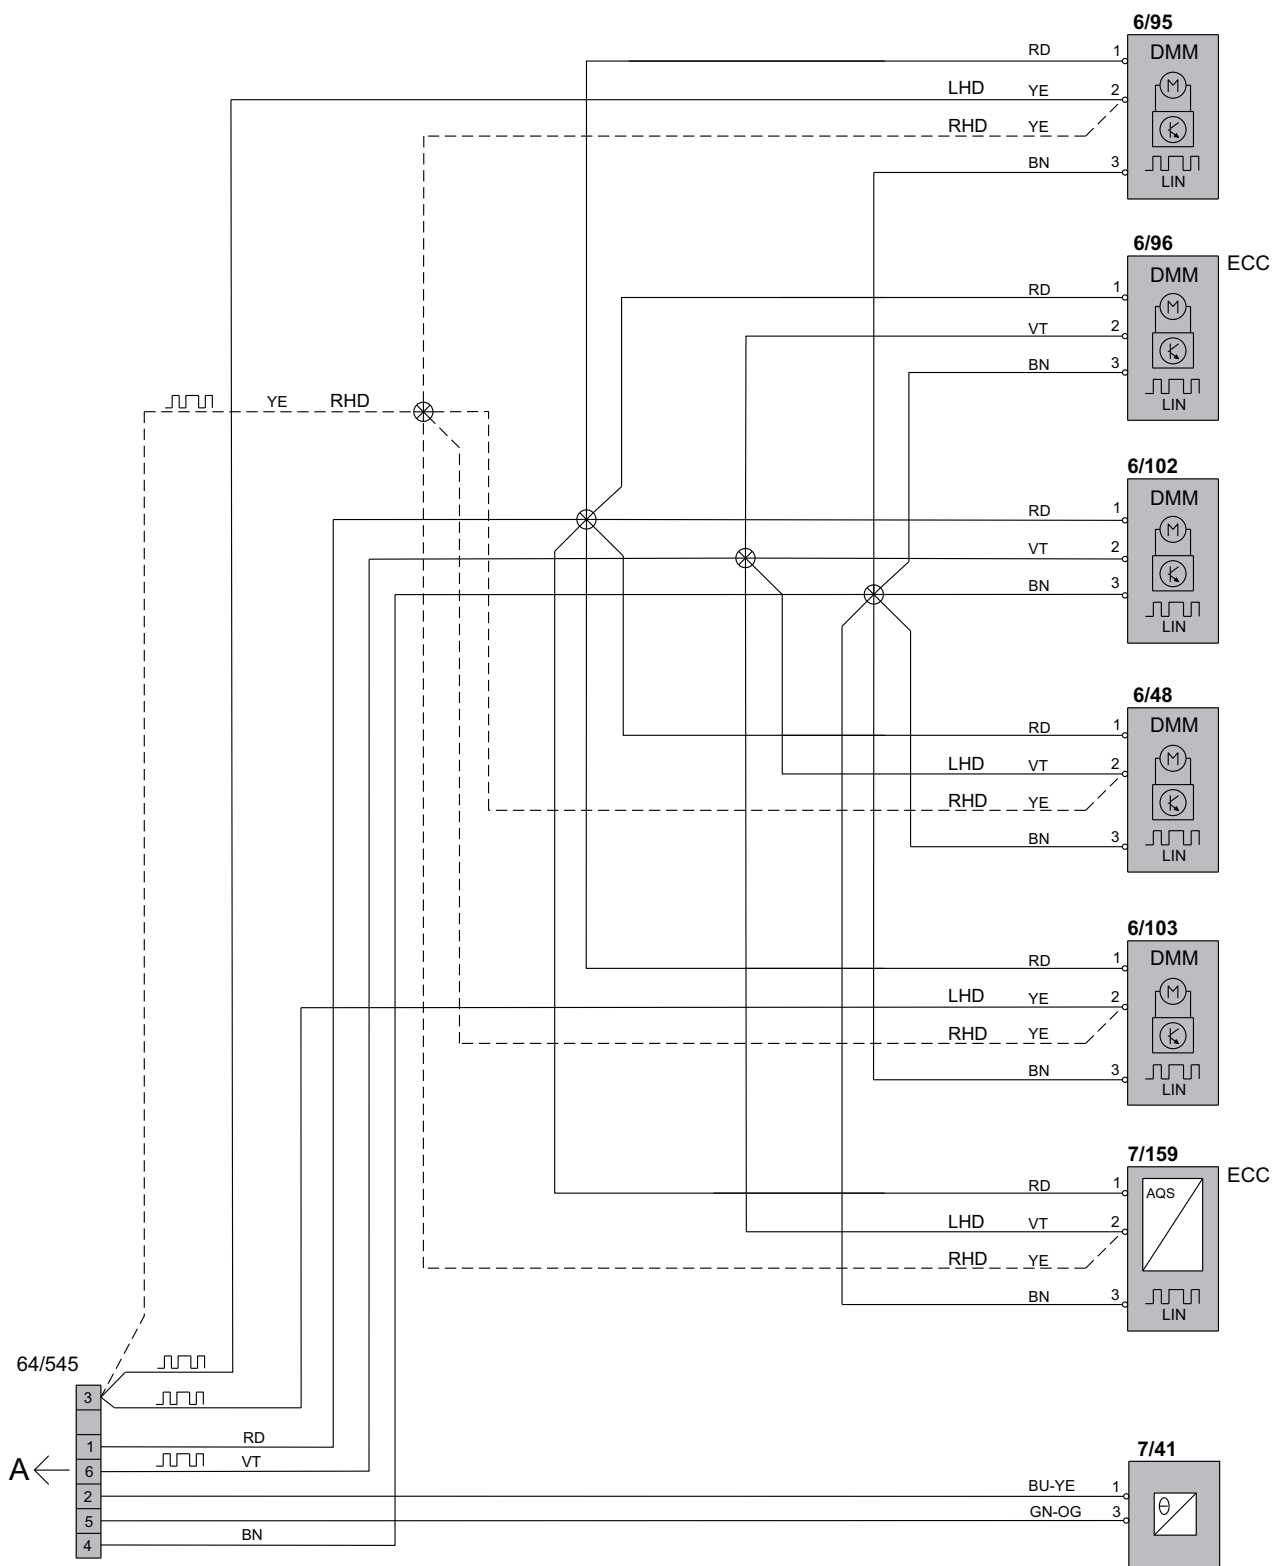 6/95
RD 1 DMM
LHD YE 2 M
RHD YE
BN 3
LIN
6/96
ECC
DMM
RD 1
M
VT 2
BN 3
LIN
YE RHD
6/102
DMM
RD 1
M
VT 2
BN 3
LIN
6/48
RD 1 DMM
M
LHD VT 2
RHD YE
BN 3
LIN
6/103
RD 1 DMM
LHD YE 2 M
RHD YE
BN 3
LIN
7/159
ECC
RD 1 AQS
LHD VT 2
RHD YE
BN 3
LIN
64/545
3
RD
1
A 6 VT
7/41
2 BU-YE 1
5 GN-OG 3 θ
BN
4